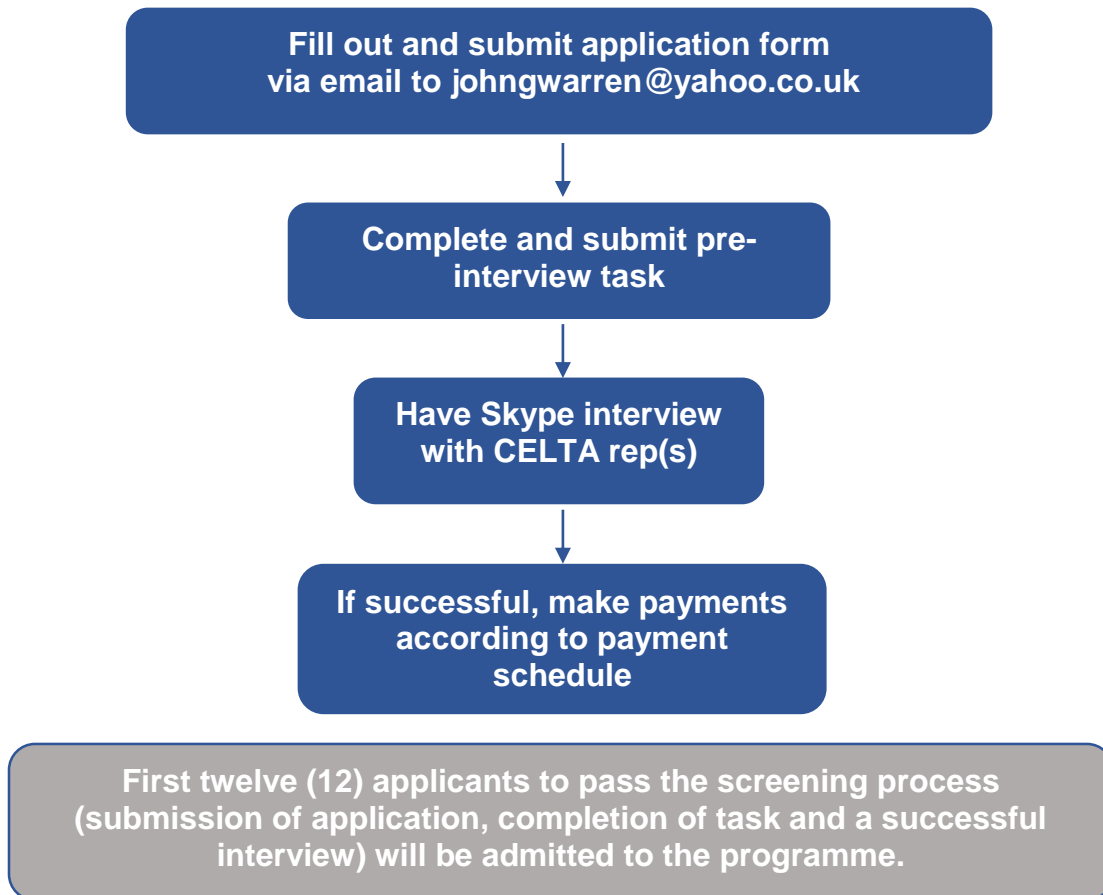 Fill out and submit application form
via email to johngwarren@yahoo.co.uk
Complete and submit pre-
interview task
Have Skype interview
with CELTA rep(s)
If successful, make payments
according to payment
schedule
First twelve (12) applicants to pass the screening process
(submission of application, completion of task and a successful
interview) will be admitted to the programme.